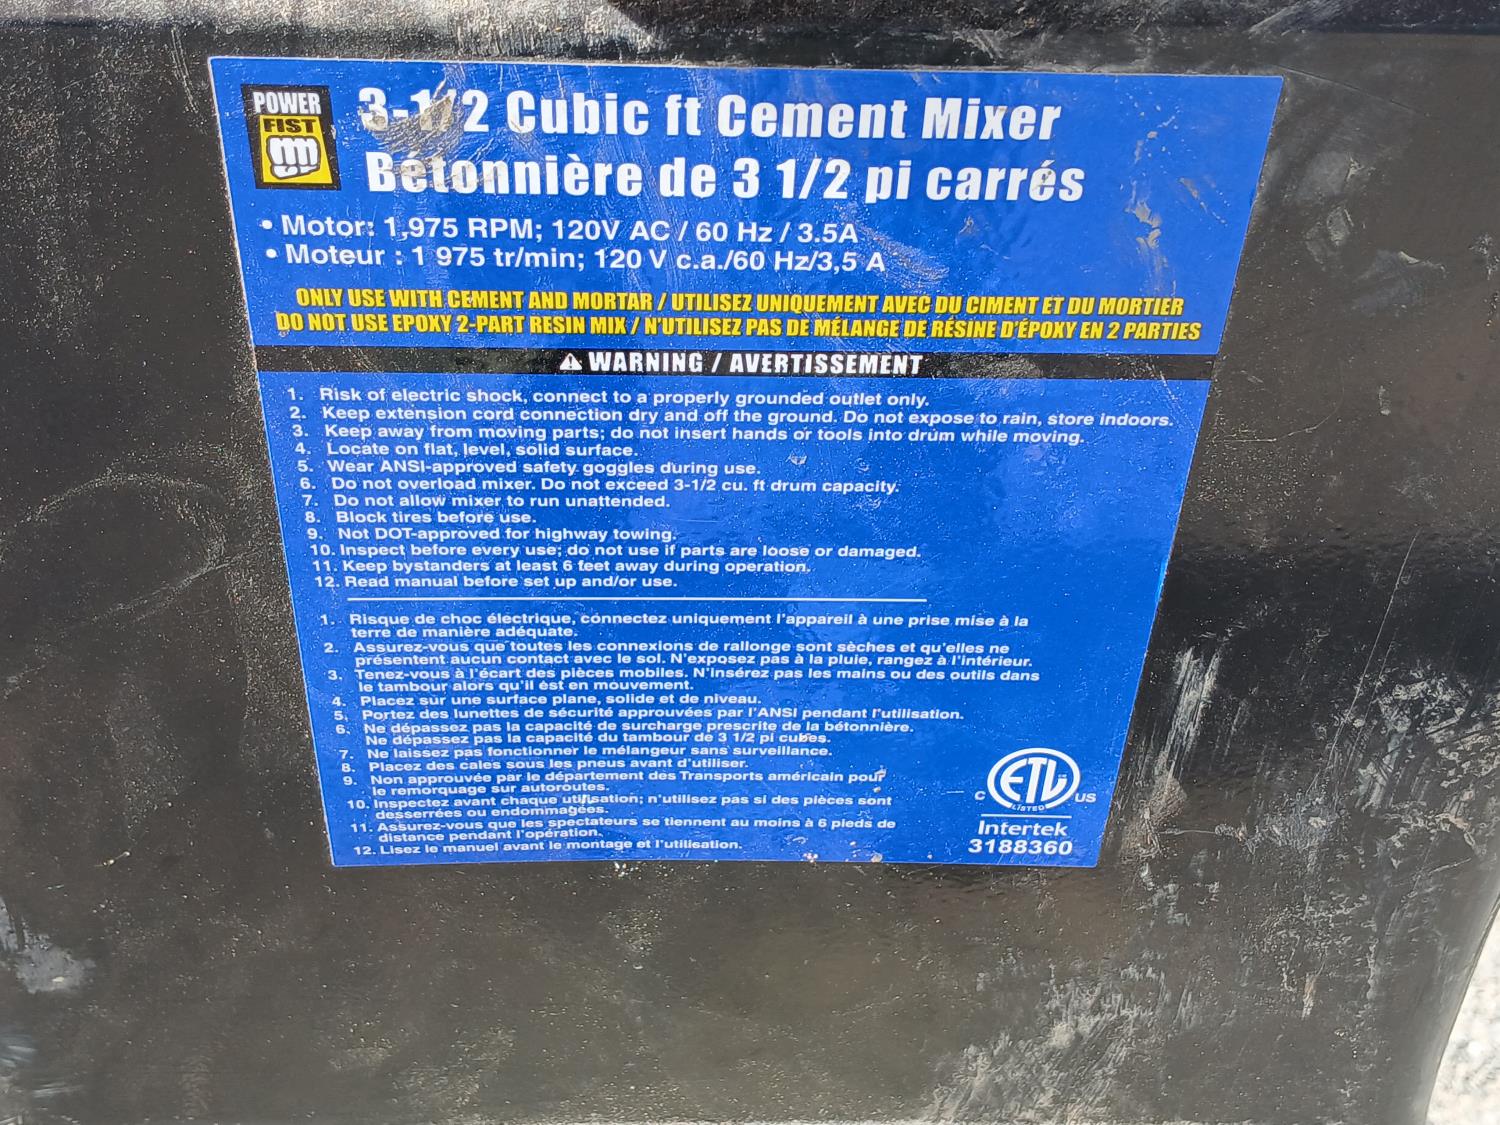 POWER
FIST
3-1/2 Cubic ft Cement Mixer
Bétonnière de 3 1/2 pi carrés
• Motor: 1,975 RPM; 120V AC / 60 Hz / 3.5A
• Moteur : 1 975 tr/min; 120 V c.a./60 Hz/3,5 A
ONLY USE WITH CEMENT AND MORTAR / UTILISEZ UNIQUEMENT AVEC DU CIMENT ET DU MORTIER
DO NOT USE EPOXY 2-PART RESIN MIX / N'UTILISEZ PAS DE MÉLANGE DE RÉSINE D'ÉPOXY EN 2 PARTIES
WARNING / AVERTISSEMENT
1. Risk of electric shock, connect to a properly grounded outlet only.
2. Keep extension cord connection dry and off the ground. Do not expose to rain, store indoors.
3. Keep away from moving parts; do not insert hands or tools into drum while moving.
4. Locate on flat, level, solid surface.
5. Wear ANSI-approved safety goggles during use.
6. Do not overload mixer. Do not exceed 3-1/2 cu. ft drum capacity.
7. Do not allow mixer to run unattended.
8. Block tires before use.
9. Not DOT-approved for highway towing.
10. Inspect before every use; do not use if parts are loose or damaged.
11. Keep bystanders at least 6 feet away during operation.
12. Read manual before set up and/or use.
1. Risque de choc électrique, connectez uniquement l'appareil à une prise mise à la
terre de manière adéquate.
2. Assurez-vous que toutes les connexions de rallonge sont sèches et qu'elles ne
présentent aucun contact avec le sol. N'exposez pas à la pluie, rangez à l'intérieur.
3. Tenez-vous à l'écart des pièces mobiles. N'insérez pas les mains ou des outils dans
le tambour alors qu'il est en mouvement.
4. Placez sur une surface plane, solide et de niveau.
5. Portez des lunettes de sécurité approuvées par l'ANSI pendant l'utilisation.
6. Ne dépassez pas la capacité de surcharge prescrite de la bétonnière.
Ne dépassez pas la capacité du tambour de 3 1/2 pi cubes.
7. Ne laissez pas fonctionner le mélangeur sans surveillance.
8. Placez des cales sous les pneus avant d'utiliser.
9. Non approuvée par le département des Transports américain pour
le remorquage sur autoroutes.
10. Inspectez avant chaque utilisation; n'utilisez pas si des pièces sont
desserrées ou endommagées.
11. Assurez-vous que les spectateurs se tiennent au moins à 6 pieds de
distance pendant l'opération.
12. Lisez le manuel avant le montage et l'utilisation.
ETL
C LISTED US
Intertek
3188360